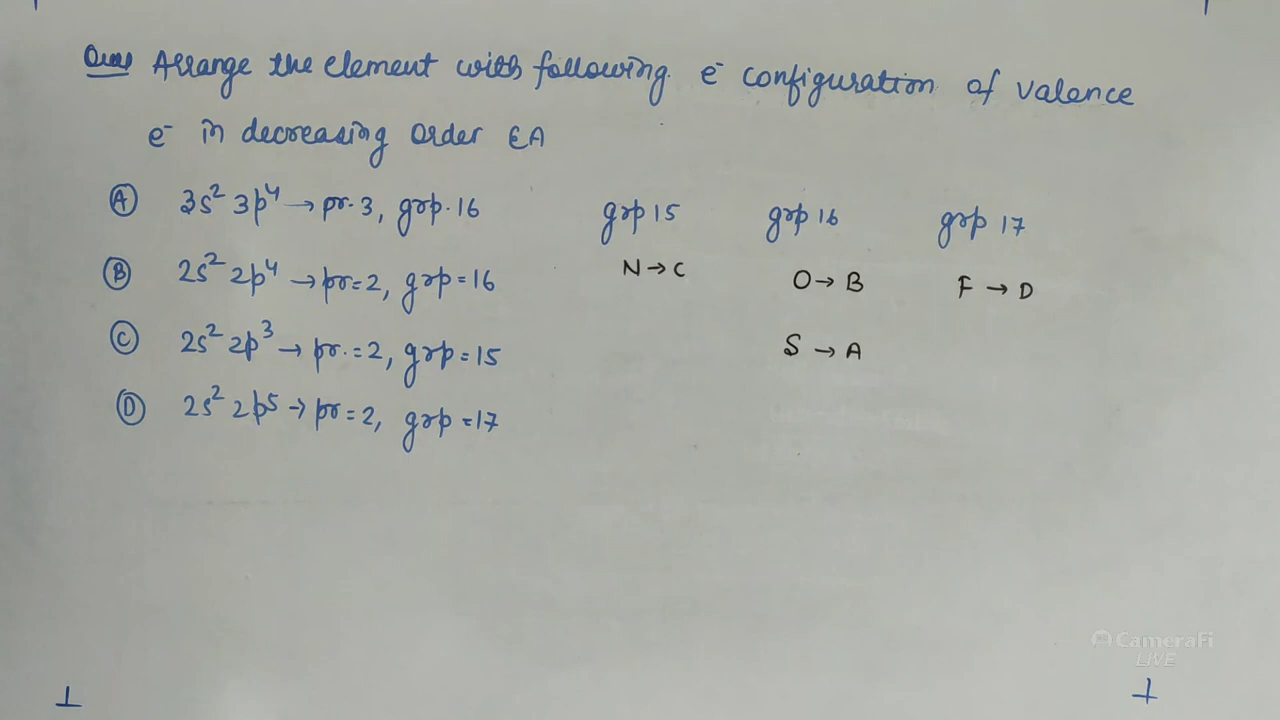 Ques Arrange the element with following e⁻ configuration of valence
e⁻ in decreasing order EA
A 3s² 3p⁴ → pr. 3, grp. 16
B 2s² 2p⁴ → pr = 2, grp = 16
C 2s² 2p³ → pr. = 2, grp = 15
D 2s² 2p⁵ → pr = 2, grp = 17
grp 15 grp 16 grp 17
N → C O → B F → D
S → A
CameraFi
LIVE